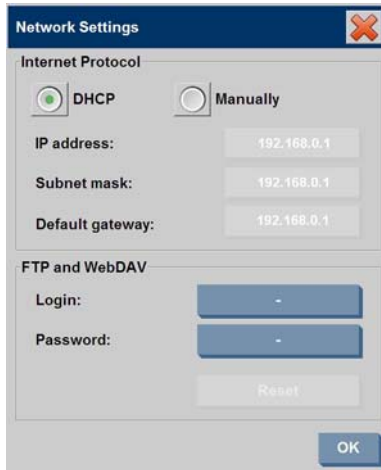 Network Settings
Internet Protocol
DHCP Manually
IP address: 192.168.0.1
Subnet mask: 192.168.0.1
Default gateway: 192.168.0.1
FTP and WebDAV
Login: -
Password: -
Reset
OK